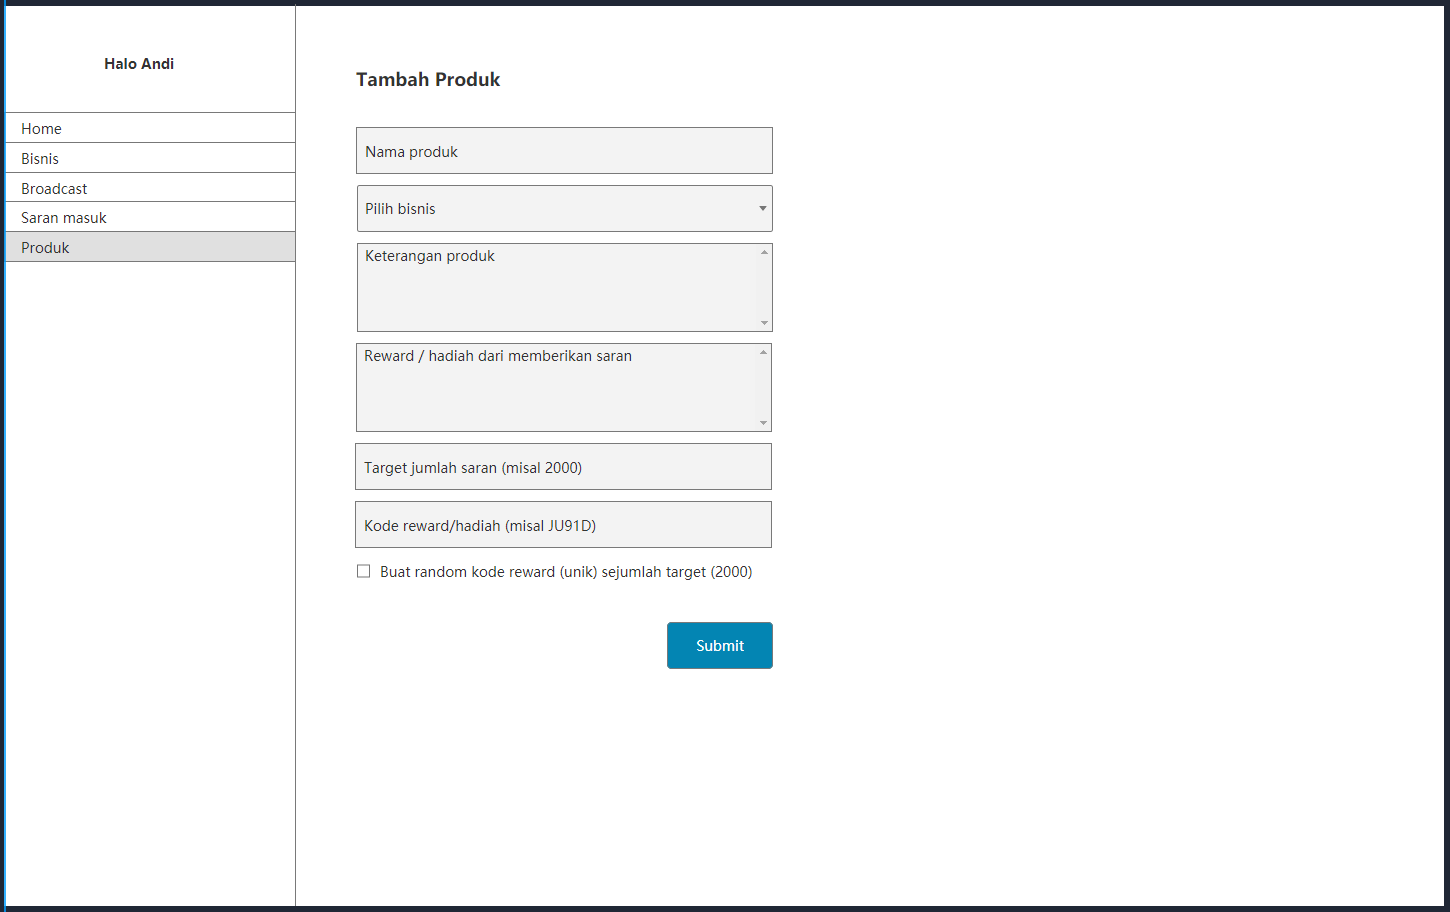 Halo Andi
Home
Bisnis
Broadcast
Saran masuk
Produk
Tambah Produk
Nama produk
Pilih bisnis
Keterangan produk
Reward / hadiah dari memberikan saran
Target jumlah saran (misal 2000)
Kode reward/hadiah (misal JU91D)
Buat random kode reward (unik) sejumlah target (2000)
Submit